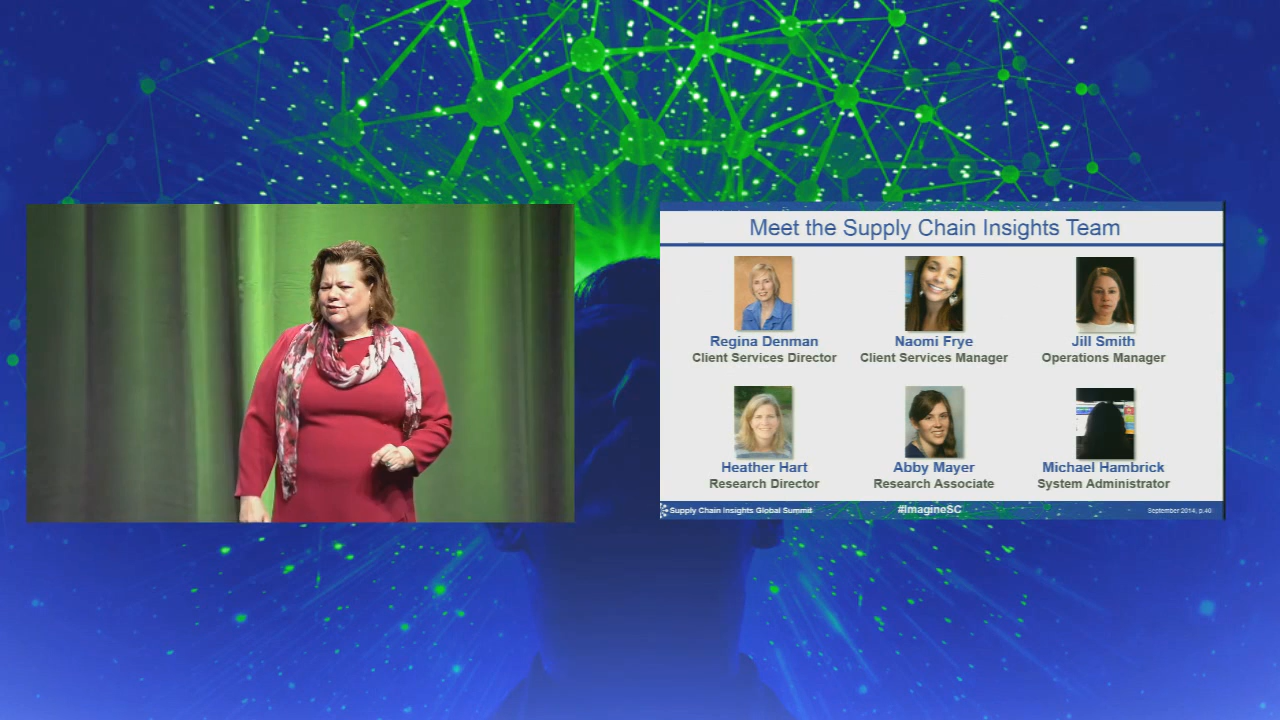 Meet the Supply Chain Insights Team
Regina Denman
Client Services Director
Naomi Frye
Client Services Manager
Jill Smith
Operations Manager
Heather Hart
Research Director
Abby Mayer
Research Associate
Michael Hambrick
System Administrator
Supply Chain Insights Global Summit
#ImagineSC
September 2014, p.40